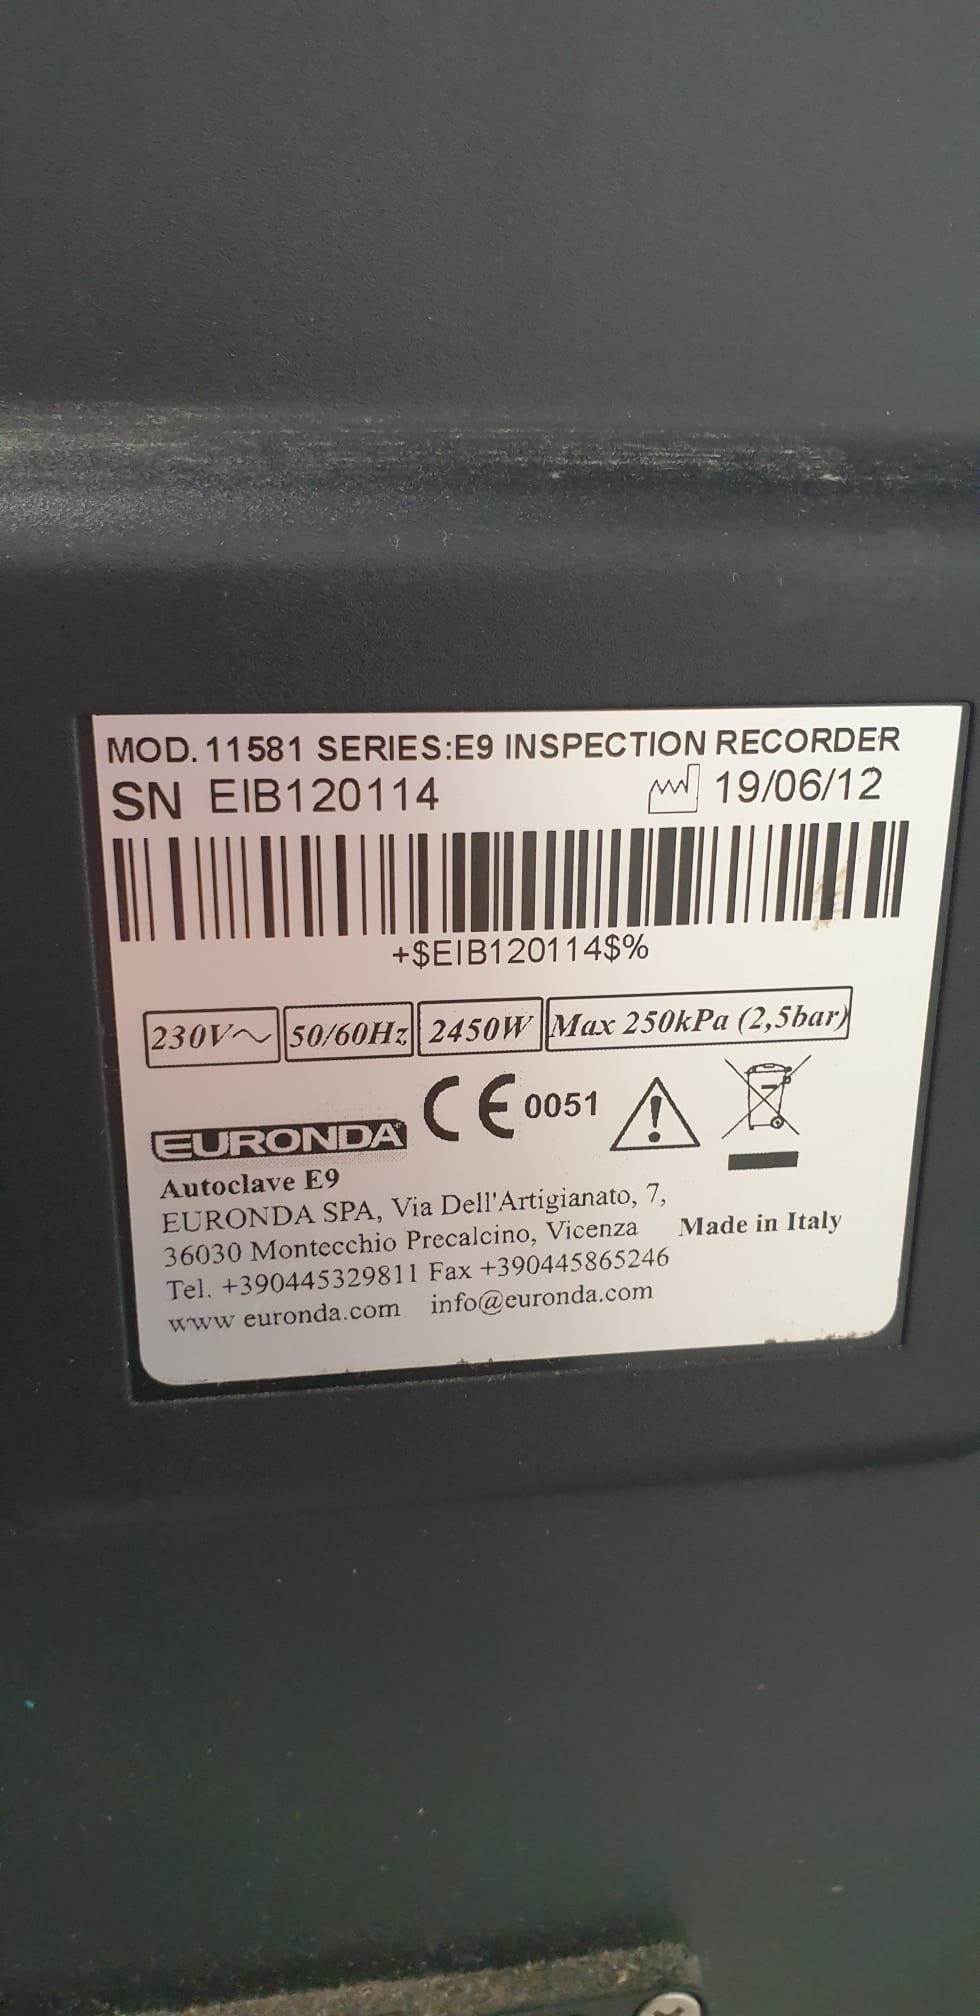 MOD. 11581 SERIES:E9 INSPECTION RECORDER
SN EIB120114 19/06/12
+$EIB120114$%
230V~ 50/60Hz 2450W Max 250kPa (2,5bar)
CE 0051
EURONDA
Autoclave E9
EURONDA SPA, Via Dell'Artigianato, 7,
36030 Montecchio Precalcino, Vicenza Made in Italy
Tel. +390445329811 Fax +390445865246
www euronda.com info@euronda.com